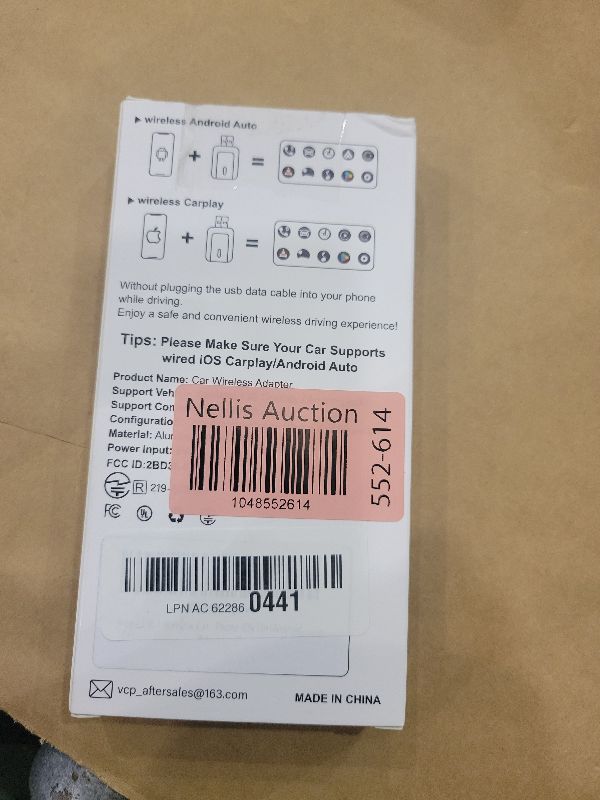 ▶ wireless Android Auto
+ =
▶ wireless Carplay
+ =
Without plugging the usb data cable into your phone
while driving.
Enjoy a safe and convenient wireless driving experience!
Tips: Please Make Sure Your Car Supports
wired iOS Carplay/Android Auto
Product Name: Car Wireless Adapter
Support Veh
Support Con
Configuratio
Material: Alu
Power input:
FCC ID:2BD3
R 219-
FC UL
Nellis Auction
1048552614
552-614
LPN AC 62286 0441
vcp_aftersales@163.com
MADE IN CHINA